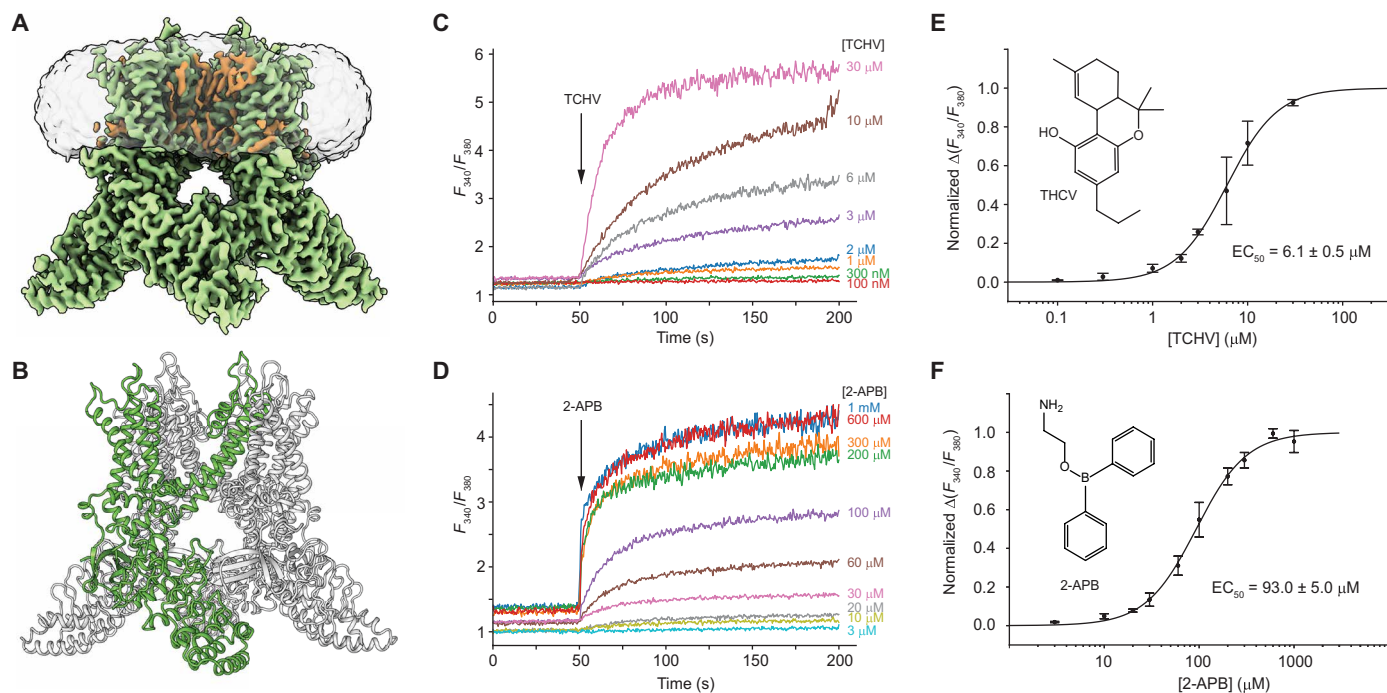 A
B
C
[TCHV]
30 μM
10 μM
6 μM
3 μM
2 μM
1 μM
300 nM
100 nM
TCHV
F340/F380
6
5
4
3
2
1
0
50
100
150
200
Time (s)
D
[2-APB]
1 mM
600 μM
300 μM
200 μM
100 μM
60 μM
30 μM
20 μM
10 μM
3 μM
2-APB
F340/F380
4
3
2
1
0
50
100
150
200
Time (s)
E
Normalized Δ(F340/F380)
1.0
0.8
0.6
0.4
0.2
0.0
HO
O
THCV
EC50 = 6.1 ± 0.5 μM
0.1
1
10
100
[TCHV] (μM)
F
Normalized Δ(F340/F380)
1.0
0.8
0.6
0.4
0.2
0.0
NH2
O
B
2-APB
EC50 = 93.0 ± 5.0 μM
10
100
1000
[2-APB] (μM)